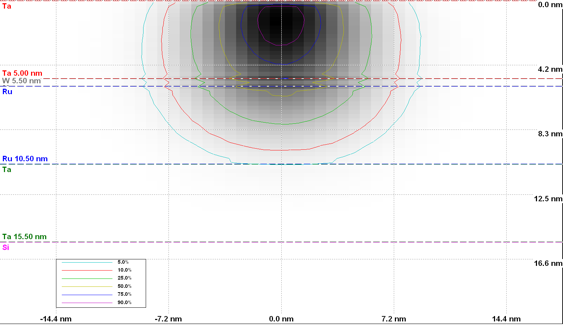 Ta
0.0 nm
4.2 nm
Ta 5.00 nm
W 5.50 nm
Ru
8.3 nm
Ru 10.50 nm
Ta
12.5 nm
Ta 15.50 nm
Si
16.6 nm
5.0%
10.0%
25.0%
50.0%
75.0%
90.0%
-14.4 nm -7.2 nm 0.0 nm 7.2 nm 14.4 nm